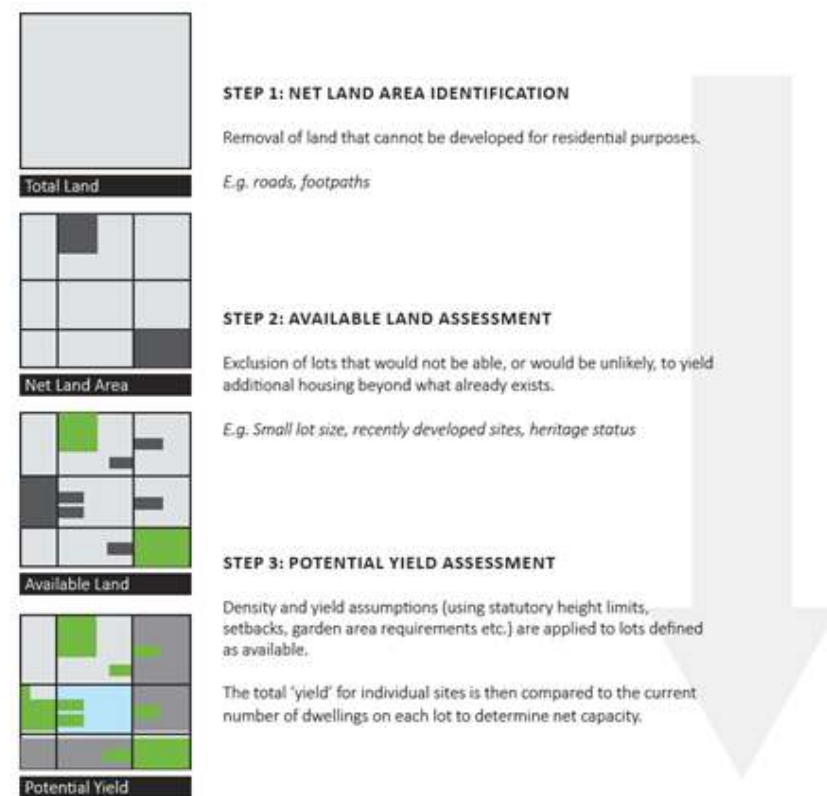 Total Land
STEP 1: NET LAND AREA IDENTIFICATION
Removal of land that cannot be developed for residential purposes.
E.g. roads, footpaths
Net Land Area
STEP 2: AVAILABLE LAND ASSESSMENT
Exclusion of lots that would not be able, or would be unlikely, to yield
additional housing beyond what already exists.
E.g. Small lot size, recently developed sites, heritage status
Available Land
STEP 3: POTENTIAL YIELD ASSESSMENT
Density and yield assumptions (using statutory height limits,
setbacks, garden area requirements etc.) are applied to lots defined
as available.
The total 'yield' for individual sites is then compared to the current
number of dwellings on each lot to determine net capacity.
Potential Yield